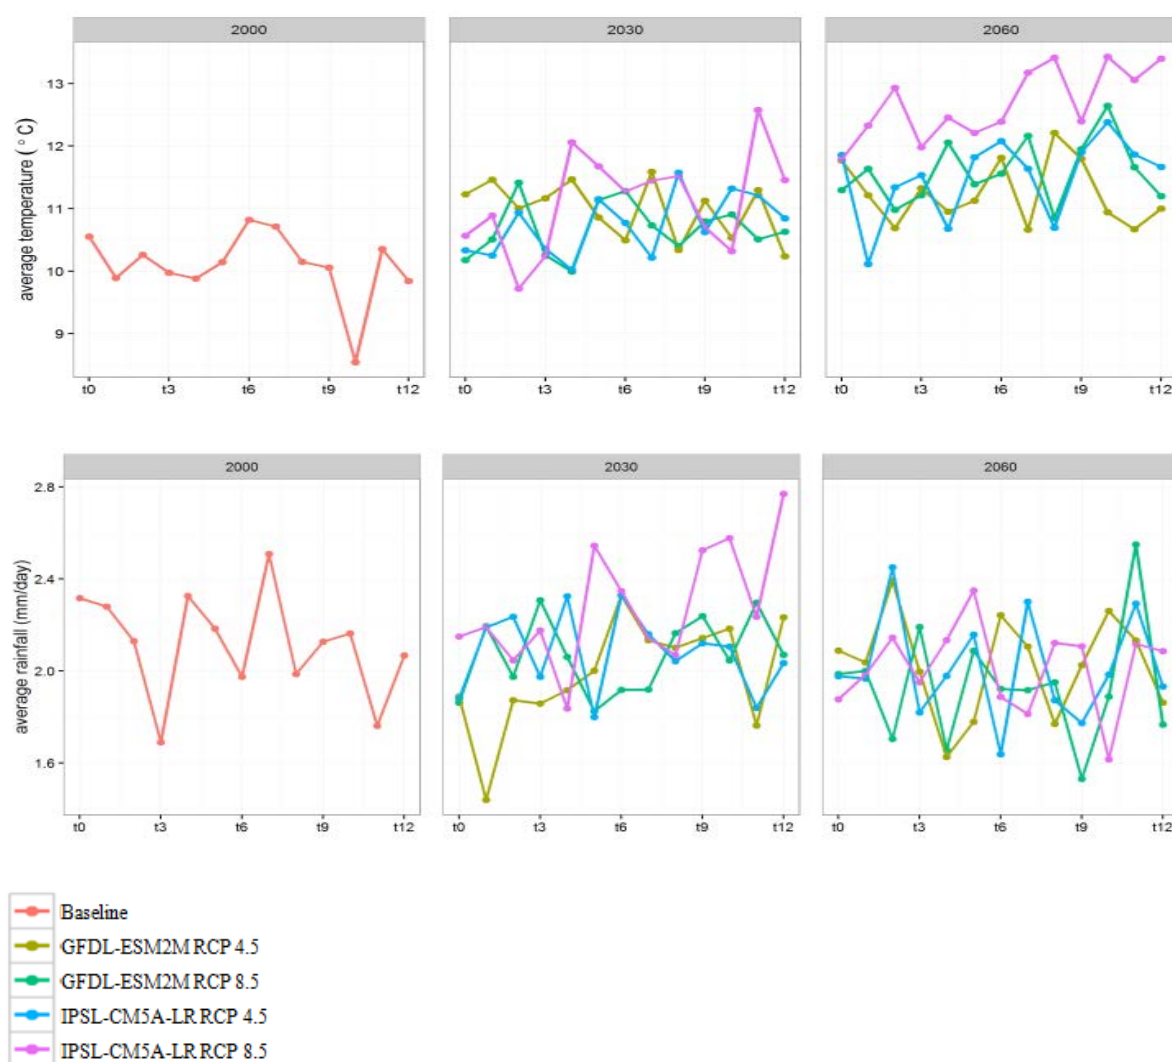 2000 2030 2060
average temperature ( ° C)
13
12
11
10
9
t0 t3 t6 t9 t12 t0 t3 t6 t9 t12 t0 t3 t6 t9 t12
2000 2030 2060
average rainfall (mm/day)
2.8
2.4
2.0
1.6
t0 t3 t6 t9 t12 t0 t3 t6 t9 t12 t0 t3 t6 t9 t12
Baseline
GFDL-ESM2M RCP 4.5
GFDL-ESM2M RCP 8.5
IPSL-CM5A-LR RCP 4.5
IPSL-CM5A-LR RCP 8.5